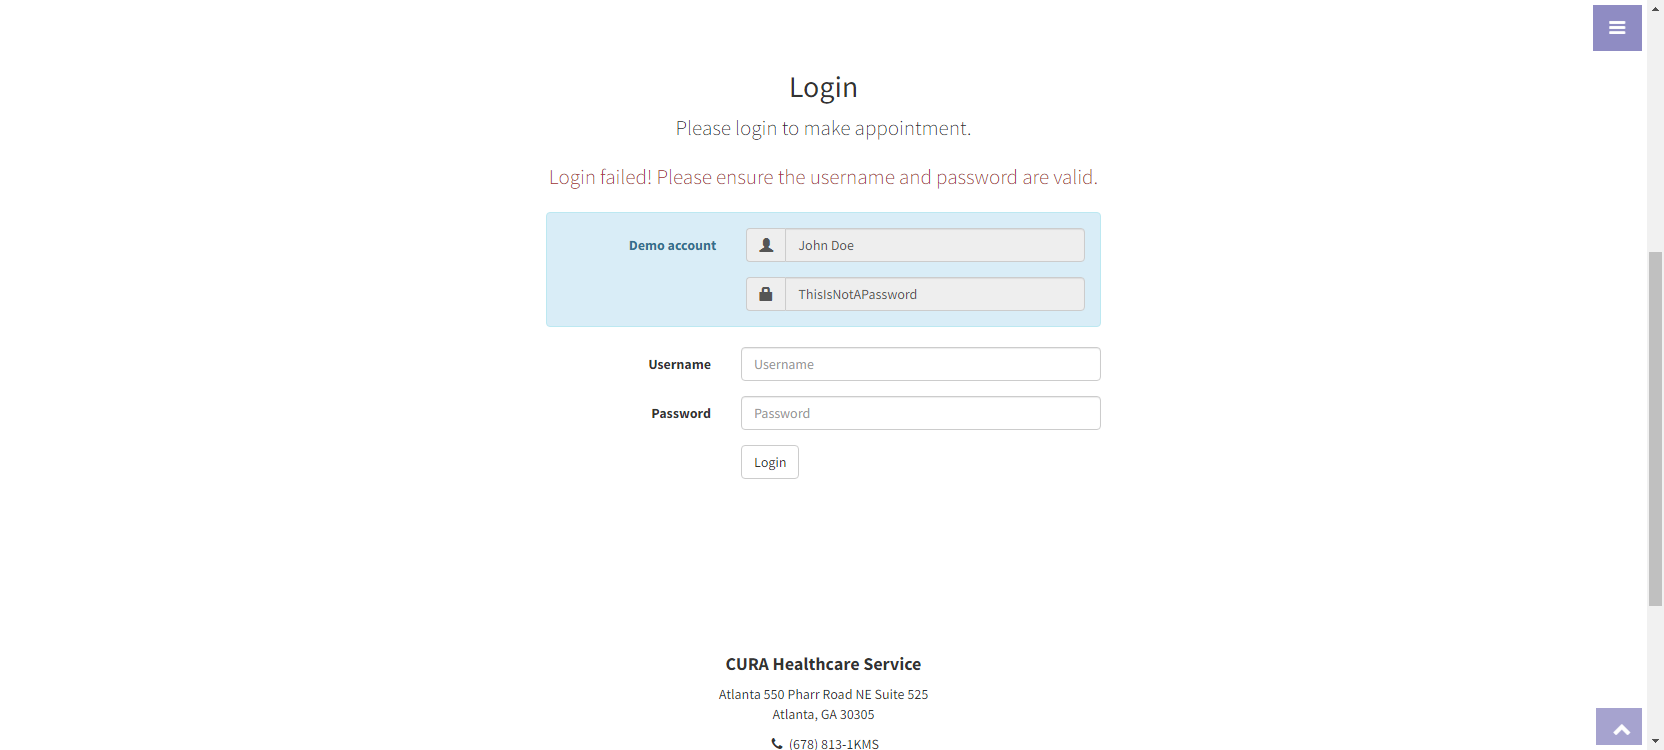 Login
Please login to make appointment.
Login failed! Please ensure the username and password are valid.
Demo account
John Doe
ThisIsNotAPassword
Username
Username
Password
Password
Login
CURA Healthcare Service
Atlanta 550 Pharr Road NE Suite 525
Atlanta, GA 30305
(678) 813-1KMS